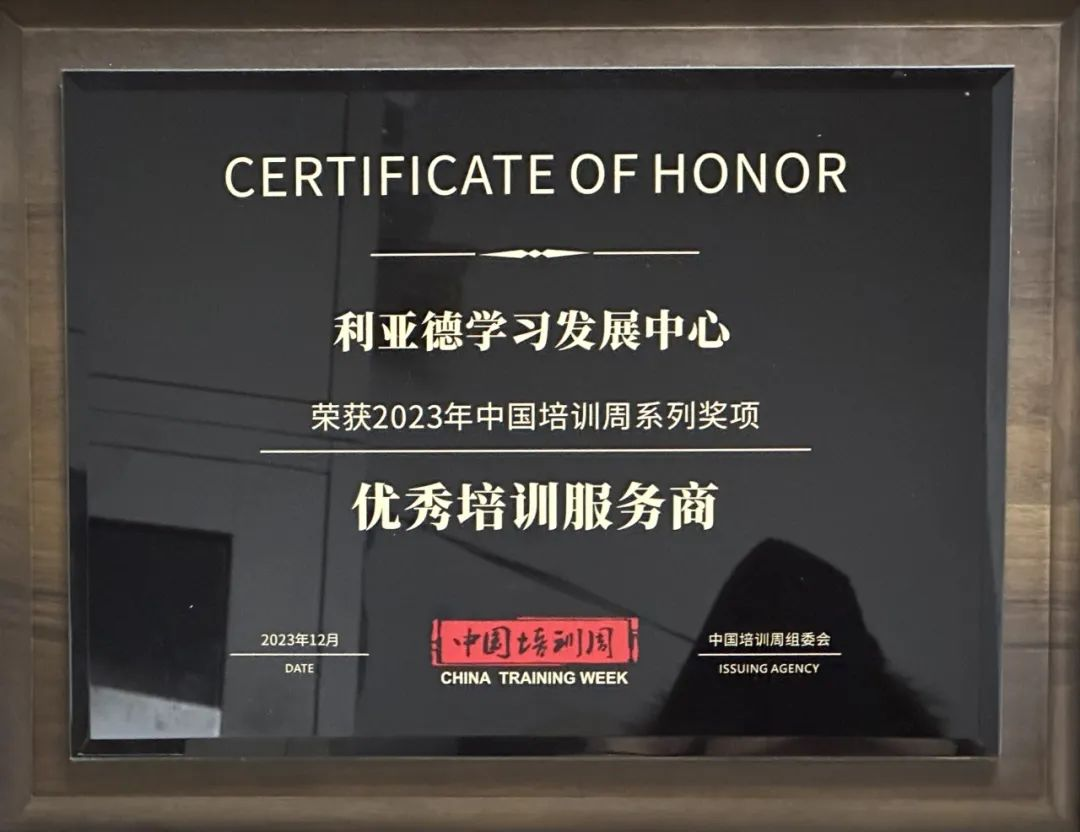 CERTIFICATE OF HONOR
利亚德学习发展中心
荣获2023年中国培训周系列奖项
优秀培训服务商
2023年12月
DATE
中国培训周
CHINA TRAINING WEEK
中国培训周组委会
ISSUING AGENCY